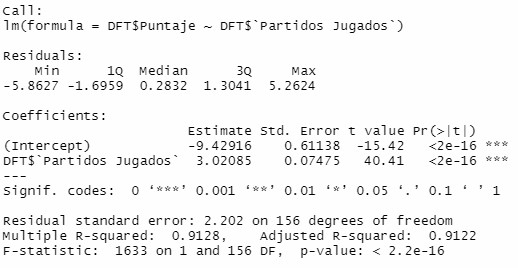 Call:
lm(formula = DFT$Puntaje ~ DFT$`Partidos Jugados`)
Residuals:
Min 1Q Median 3Q Max
-5.8627 -1.6959 0.2832 1.3041 5.2624
Coefficients:
Estimate Std. Error t value Pr(>|t|)
(Intercept) -9.42916 0.61138 -15.42 <2e-16 ***
DFT$`Partidos Jugados` 3.02085 0.07475 40.41 <2e-16 ***
---
Signif. codes: 0 ‘***’ 0.001 ‘**’ 0.01 ‘*’ 0.05 ‘.’ 0.1 ‘ ’ 1
Residual standard error: 2.202 on 156 degrees of freedom
Multiple R-squared: 0.9128, Adjusted R-squared: 0.9122
F-statistic: 1633 on 1 and 156 DF, p-value: < 2.2e-16